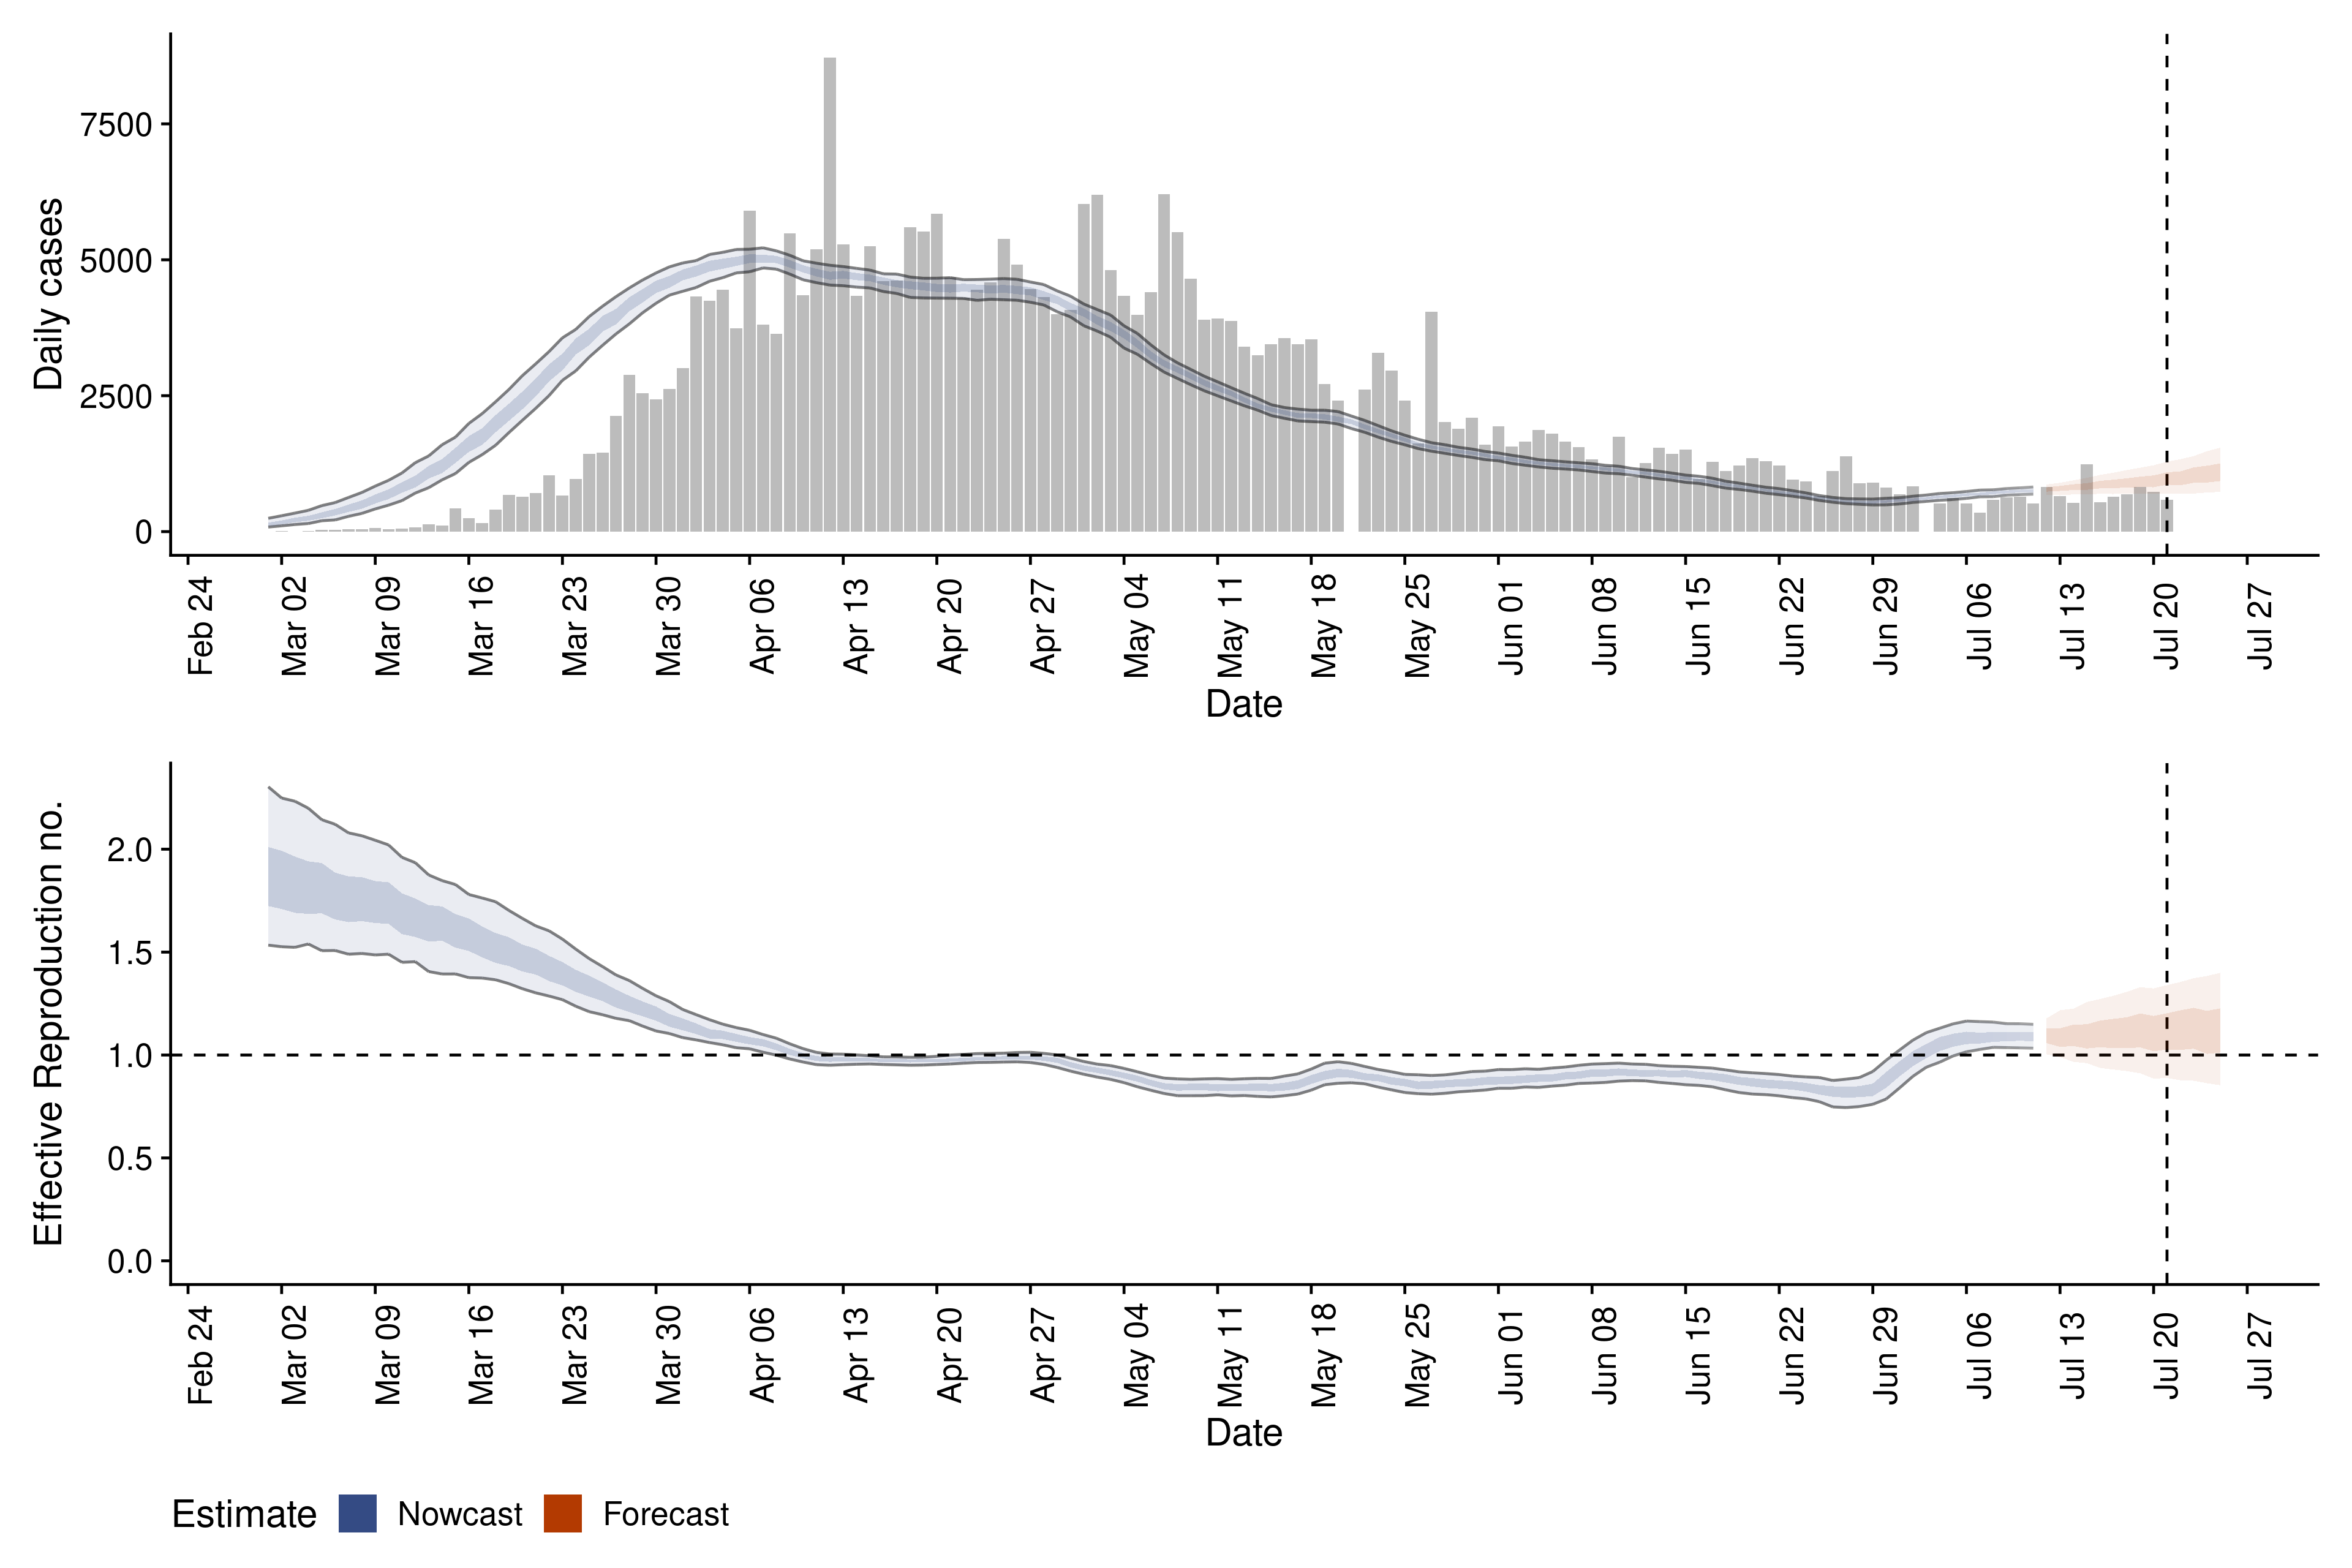 Daily cases
7500
5000
2500
0
Feb 24
Mar 02
Mar 09
Mar 16
Mar 23
Mar 30
Apr 06
Apr 13
Apr 20
Apr 27
May 04
May 11
May 18
May 25
Jun 01
Jun 08
Jun 15
Jun 22
Jun 29
Jul 06
Jul 13
Jul 20
Jul 27
Date
Effective Reproduction no.
2.0
1.5
1.0
0.5
0.0
Feb 24
Mar 02
Mar 09
Mar 16
Mar 23
Mar 30
Apr 06
Apr 13
Apr 20
Apr 27
May 04
May 11
May 18
May 25
Jun 01
Jun 08
Jun 15
Jun 22
Jun 29
Jul 06
Jul 13
Jul 20
Jul 27
Date
Estimate Nowcast Forecast